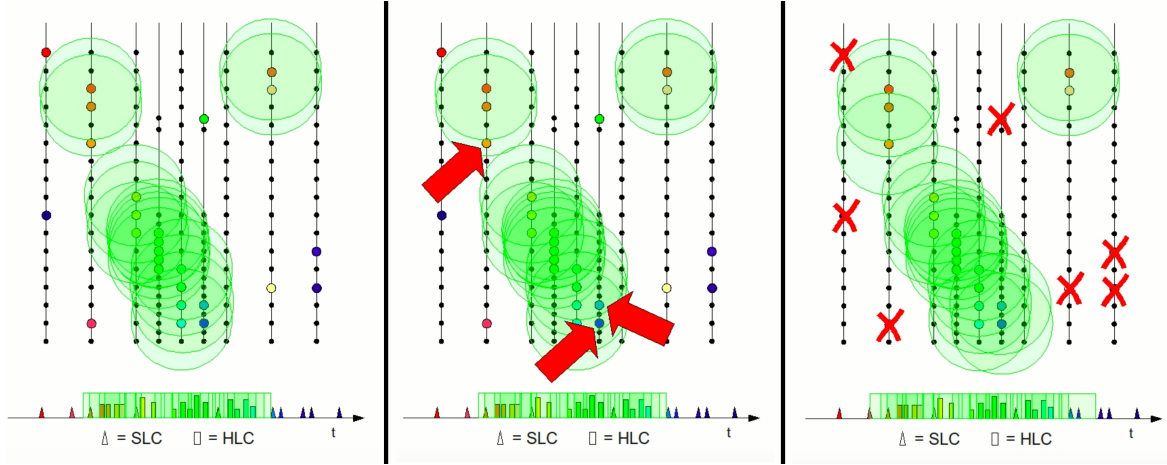 t
△ = SLC ▯ = HLC
t
△ = SLC ▯ = HLC
t
△ = SLC ▯ = HLC